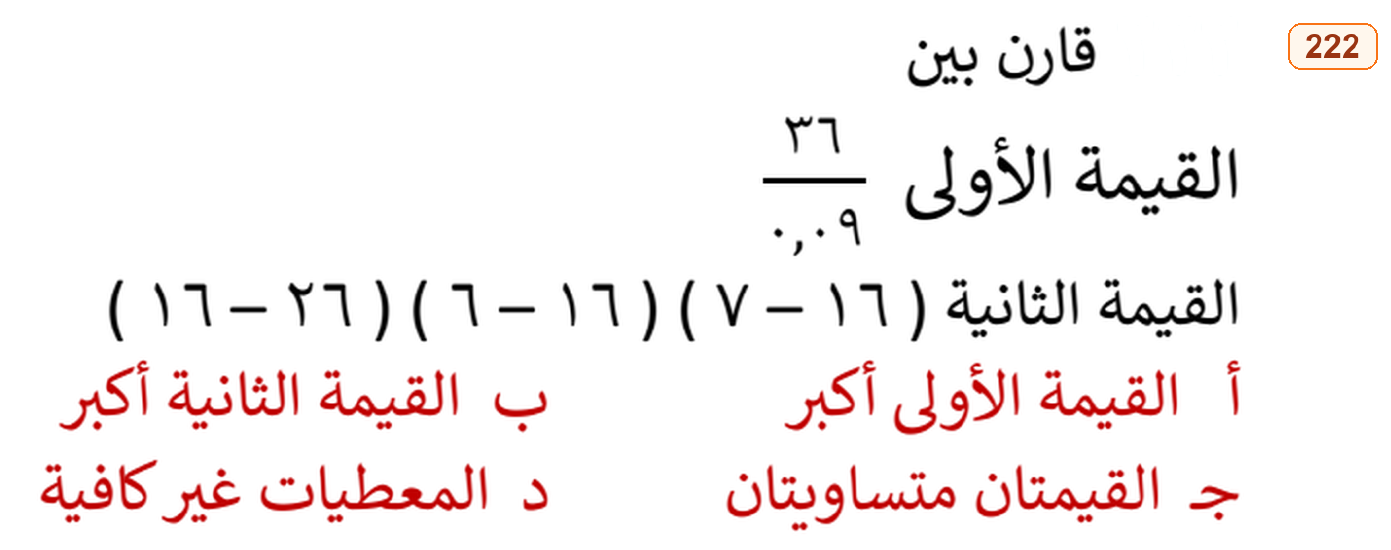 222
قارن بين
القيمة الأولى ٣٦
٠,٠٩
القيمة الثانية ( ١٦ – ٧ ) ( ١٦ – ٦ ) ( ٢٦ – ١٦ )
أ القيمة الأولى أكبر ب القيمة الثانية أكبر
جـ القيمتان متساويتان د المعطيات غير كافية